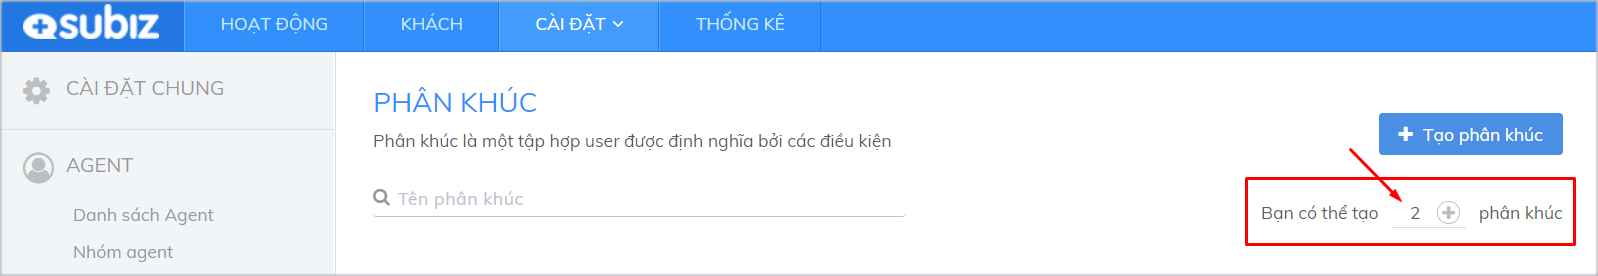 subiz
HOẠT ĐỘNG
KHÁCH
CÀI ĐẶT
THỐNG KÊ
CÀI ĐẶT CHUNG
AGENT
Danh sách Agent
Nhóm agent
PHÂN KHÚC
Phân khúc là một tập hợp user được định nghĩa bởi các điều kiện
Tên phân khúc
Tạo phân khúc
Bạn có thể tạo 2 phân khúc